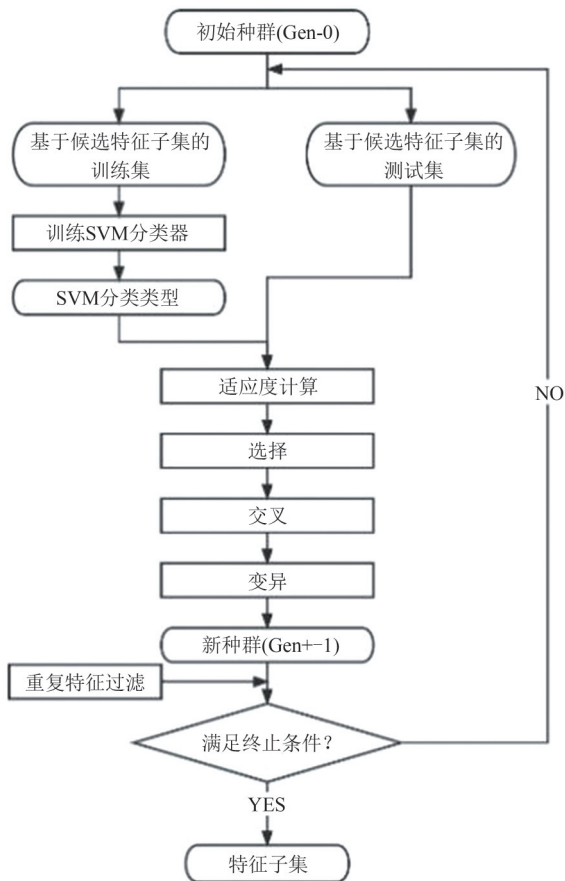 初始种群(Gen-0)
基于候选特征子集的
训练集
基于候选特征子集的
测试集
训练SVM分类器
SVM分类类型
适应度计算
NO
选择
交叉
变异
新种群(Gen+−1)
重复特征过滤
满足终止条件?
YES
特征子集